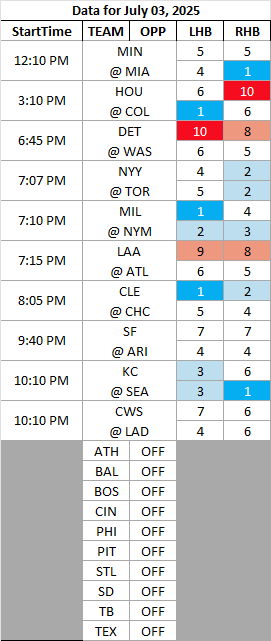 Data for July 03, 2025
StartTime TEAM OPP LHB RHB
12:10 PM MIN 5 5
@ MIA 4 1
3:10 PM HOU 6 10
@ COL 1 6
6:45 PM DET 10 8
@ WAS 6 5
7:07 PM NYY 4 2
@ TOR 5 2
7:10 PM MIL 1 4
@ NYM 2 3
7:15 PM LAA 9 8
@ ATL 6 5
8:05 PM CLE 1 2
@ CHC 5 4
9:40 PM SF 7 7
@ ARI 4 4
10:10 PM KC 3 6
@ SEA 3 1
10:10 PM CWS 7 6
@ LAD 4 6
ATH OFF
BAL OFF
BOS OFF
CIN OFF
PHI OFF
PIT OFF
STL OFF
SD OFF
TB OFF
TEX OFF